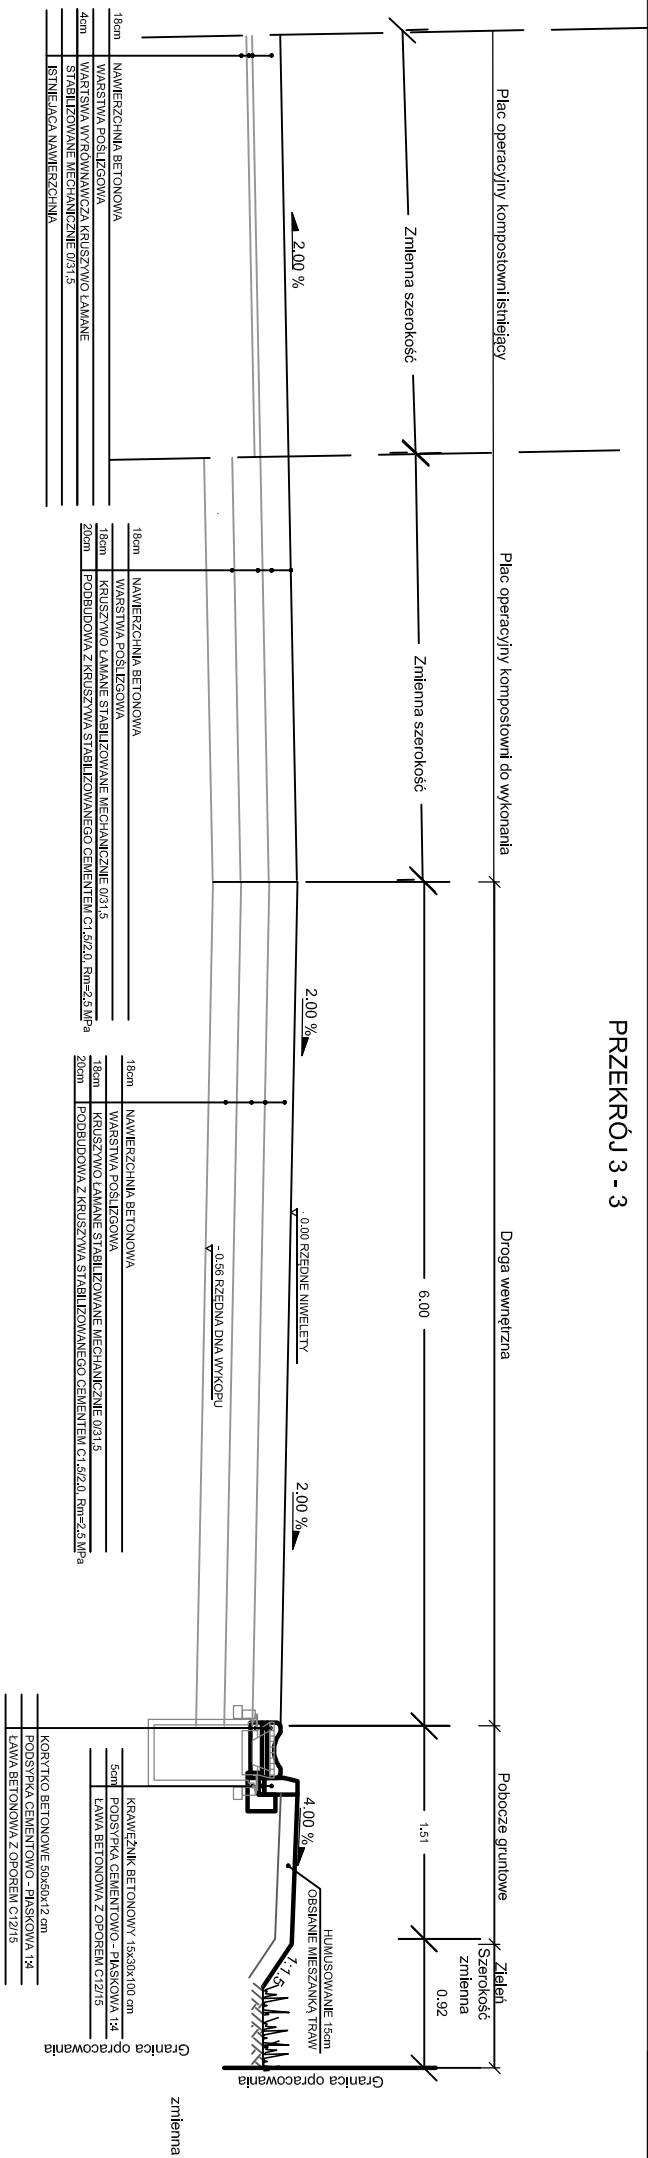 PRZEKRÓJ 3 - 3
Plac operacyjny kompostowni istniejący
Plac operacyjny kompostowni do wykonania
Droga wewnętrzna
Pobocze gruntowe
Zieleń
Szerokość
zmienna
Zmienna szerokość
Zmienna szerokość
6.00
1.51
0.92
2.00 %
2.00 %
2.00 %
4.00 %
0.00 RZĘDNE NIWELETY
- 0.56 RZĘDNA DNA WYKOPU
HUMUSOWANIE 15cm
OBSIANIE MIESZANKĄ TRAW
1:1.5
Granica opracowania
Granica opracowania
zmienna
18cm NAWIERZCHNIA BETONOWA
WARSTWA POŚLIZGOWA
4cm WARTSWA WYRÓWNAWCZA KRUSZYWO ŁAMANE
STABILIZOWANE MECHANICZNIE 0/31,5
ISTNIEJĄCA NAWIERZCHNIA
18cm NAWIERZCHNIA BETONOWA
WARSTWA POŚLIZGOWA
18cm KRUSZYWO ŁAMANE STABILIZOWANE MECHANICZNIE 0/31,5
20cm PODBUDOWA Z KRUSZYWA STABILIZOWANEGO CEMENTEM C1,5/2,0, Rm=2,5 MPa
18cm NAWIERZCHNIA BETONOWA
WARSTWA POŚLIZGOWA
18cm KRUSZYWO ŁAMANE STABILIZOWANE MECHANICZNIE 0/31,5
20cm PODBUDOWA Z KRUSZYWA STABILIZOWANEGO CEMENTEM C1,5/2,0, Rm=2,5 MPa
KRAWĘŻNIK BETONOWY 15x30x100 cm
5cm PODSYPKA CEMENTOWO - PIASKOWA 1:4
ŁAWA BETONOWA Z OPOREM C12/15
KORYTKO BETONOWE 50x50x12 cm
PODSYPKA CEMENTOWO - PIASKOWA 1:4
ŁAWA BETONOWA Z OPOREM C12/15